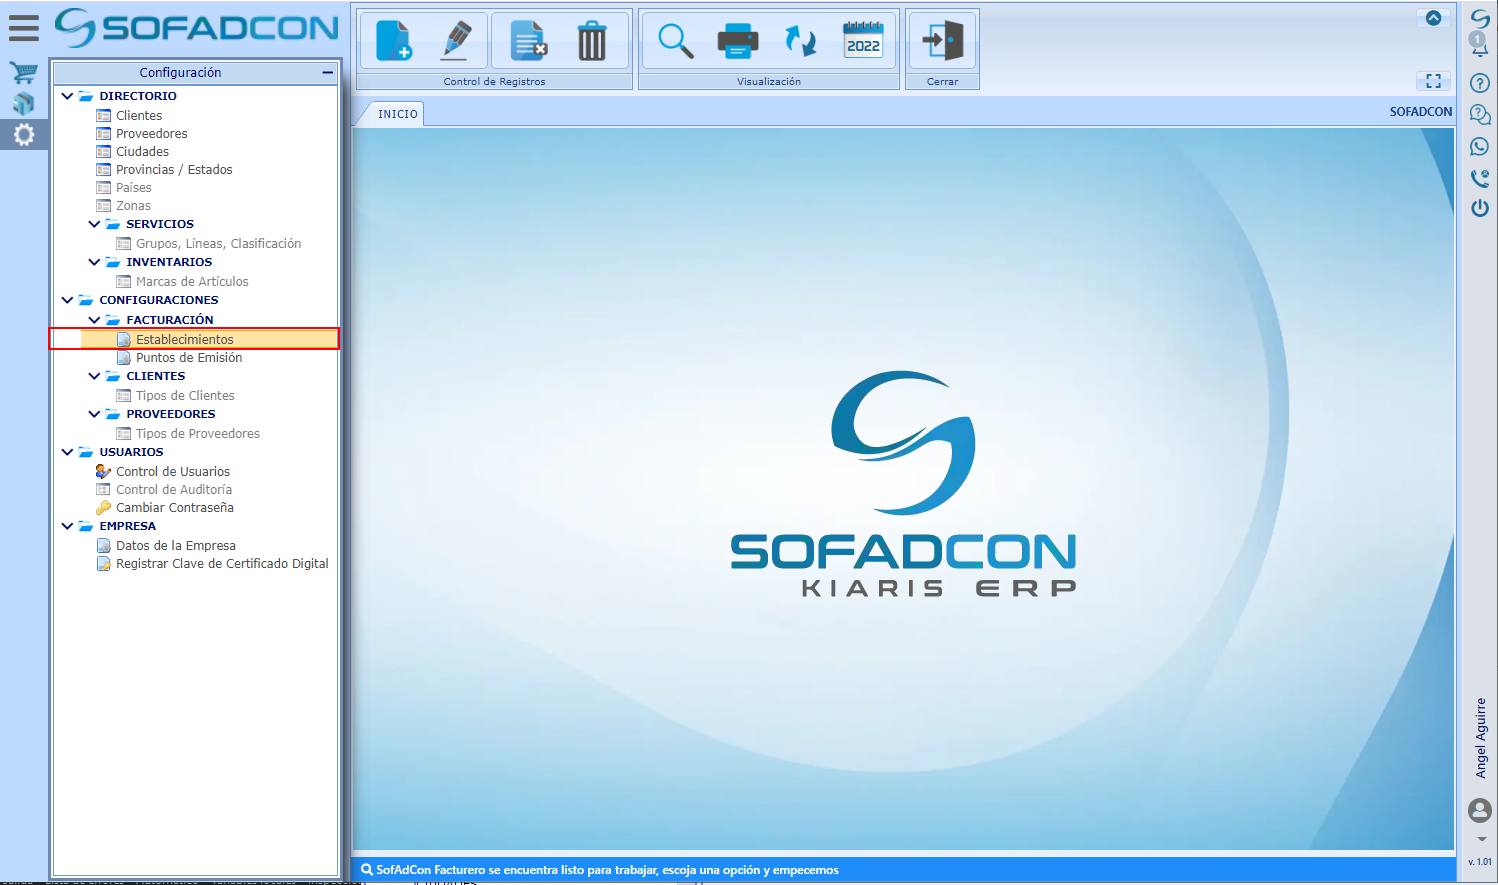 SOFADCON
Configuración
DIRECTORIO
Clientes
Proveedores
Ciudades
Provincias / Estados
Países
Zonas
SERVICIOS
Grupos, Líneas, Clasificación
INVENTARIOS
Marcas de Artículos
CONFIGURACIONES
FACTURACIÓN
Establecimientos
Puntos de Emisión
CLIENTES
Tipos de Clientes
PROVEEDORES
Tipos de Proveedores
USUARIOS
Control de Usuarios
Control de Auditoría
Cambiar Contraseña
EMPRESA
Datos de la Empresa
Registrar Clave de Certificado Digital
2022
Control de Registros
Visualización
Cerrar
INICIO
SOFADCON
SOFADCON
KIARIS ERP
SofAdCon Facturero se encuentra listo para trabajar, escoja una opción y empecemos
1
Angel Aguirre
v. 1.01